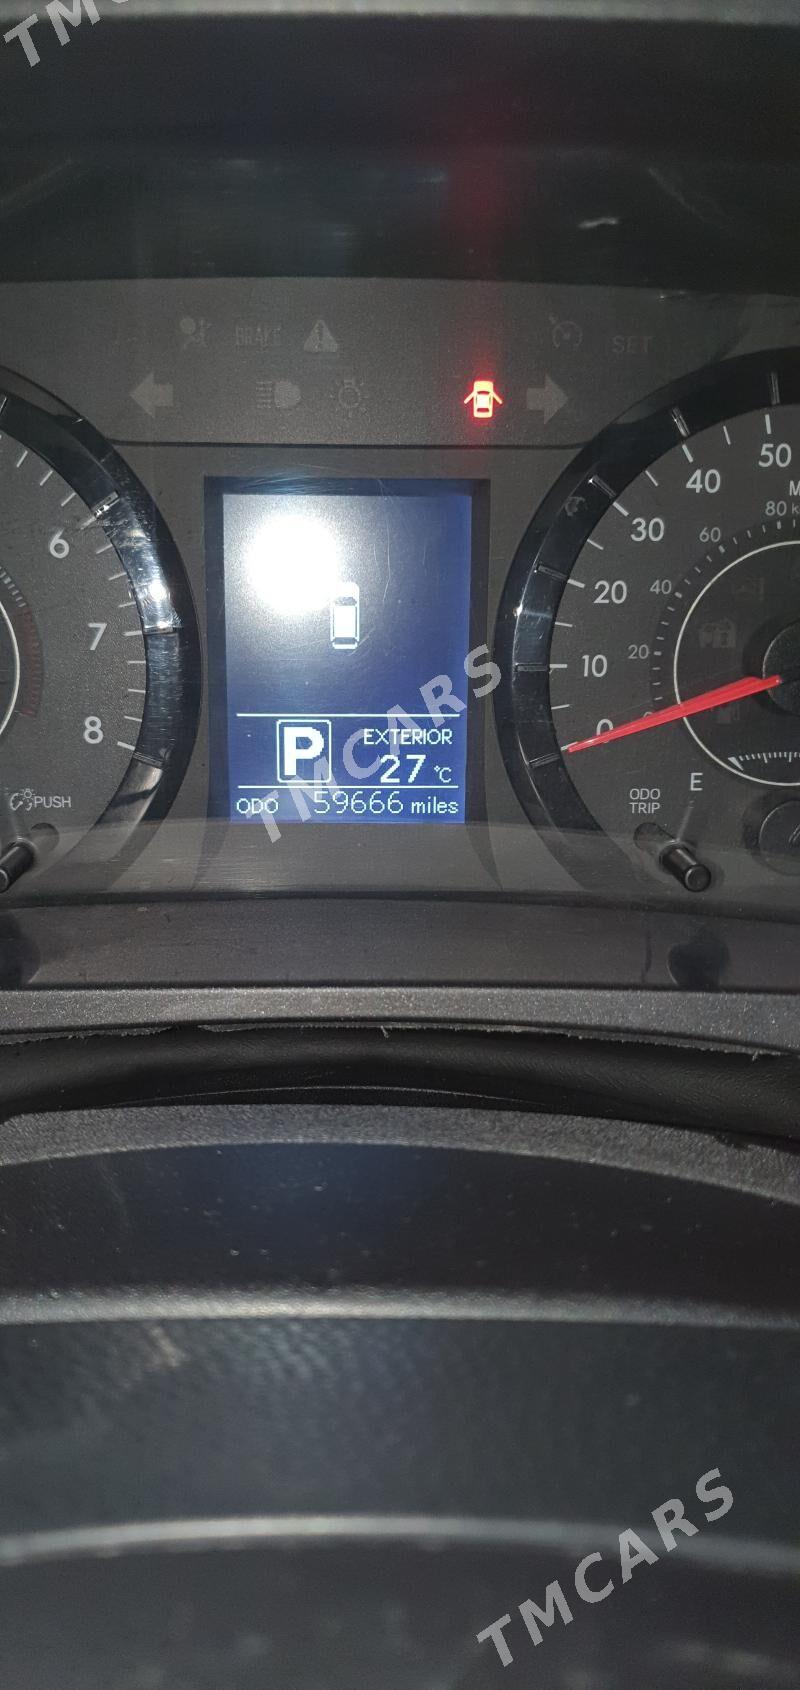 TMCARS
BRAKE
SET
6
7
8
PUSH
P
EXTERIOR
27 °C
ODO 59666 miles
TMCARS
50
40
30
20
10
0
80
60
40
20
ODO
TRIP
E
TMCARS